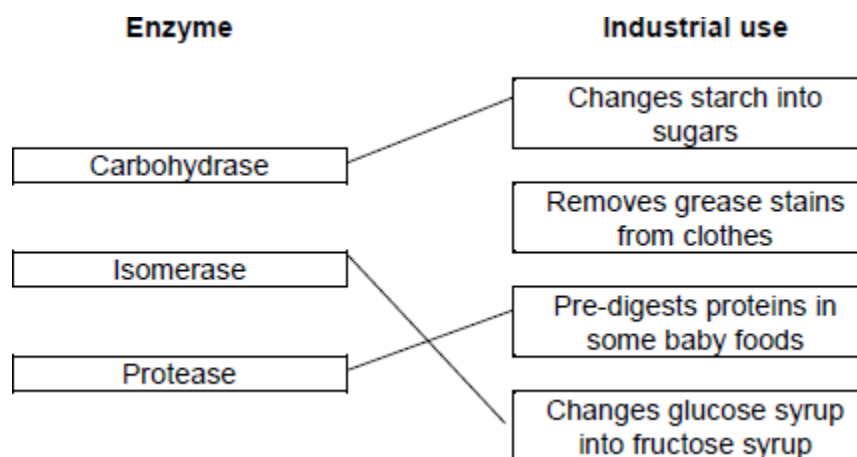 Enzyme
Industrial use
Changes starch into
sugars
Carbohydrase
Removes grease stains
from clothes
Isomerase
Pre-digests proteins in
some baby foods
Protease
Changes glucose syrup
into fructose syrup